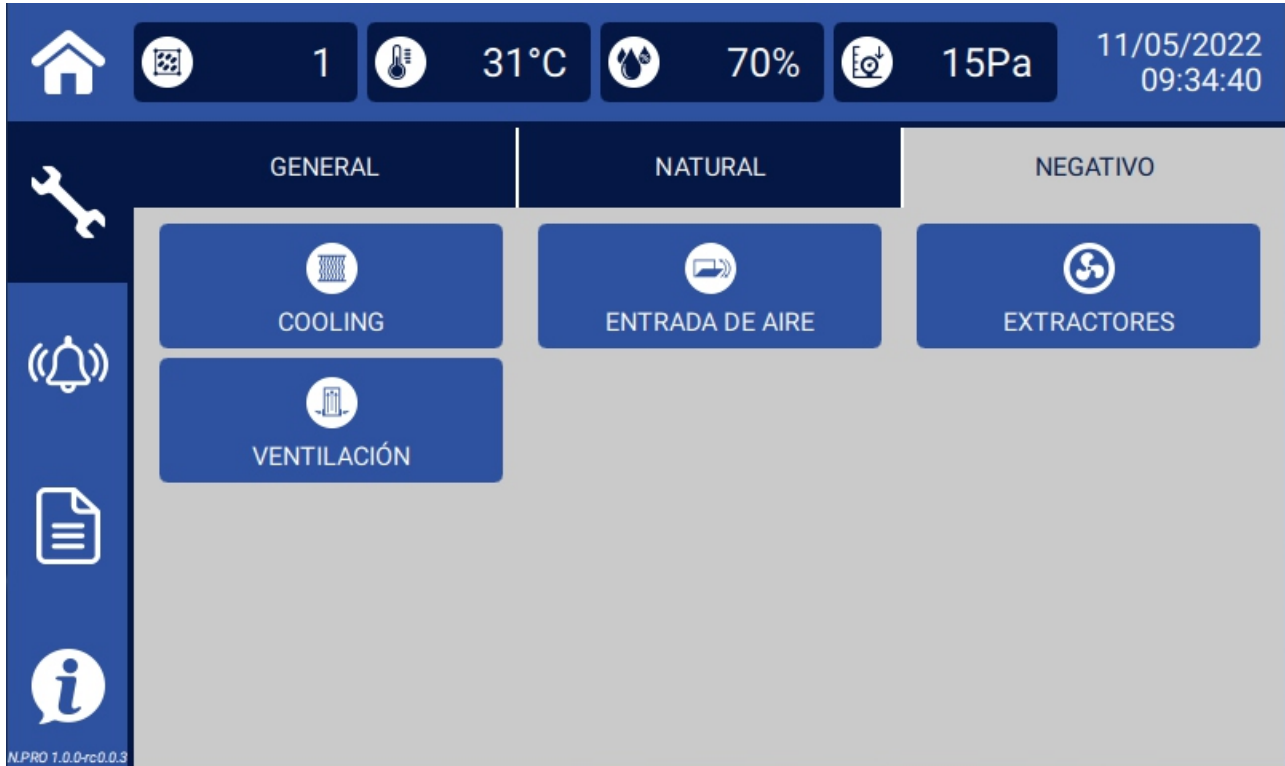 1
31°C
70%
15Pa
11/05/2022
09:34:40
GENERAL
NATURAL
NEGATIVO
COOLING
ENTRADA DE AIRE
EXTRACTORES
VENTILACIÓN
N.PRO 1.0.0-rc0.0.3